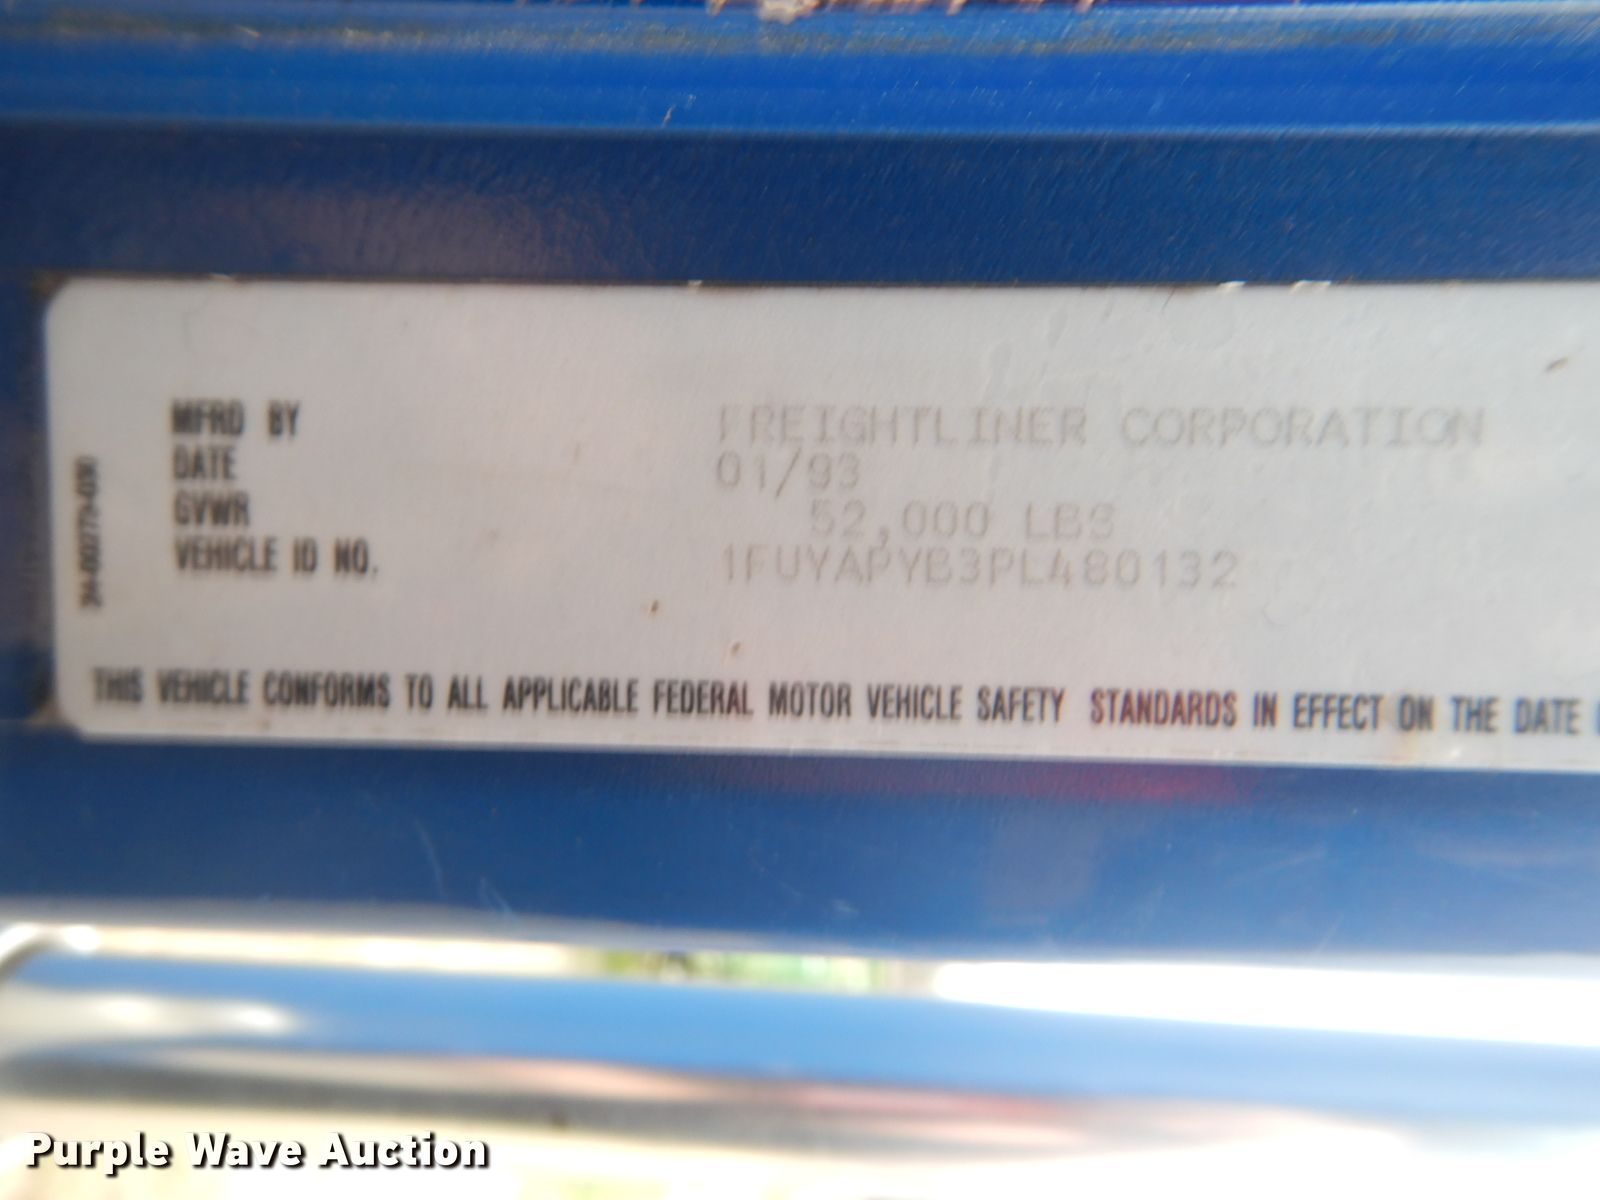 MFRD BY FREIGHTLINER CORPORATION
DATE 01/93
GVWR 52,000 LBS
VEHICLE ID NO. 1FUYAPYB3PL480132
THIS VEHICLE CONFORMS TO ALL APPLICABLE FEDERAL MOTOR VEHICLE SAFETY STANDARDS IN EFFECT ON THE DATE
Purple Wave Auction